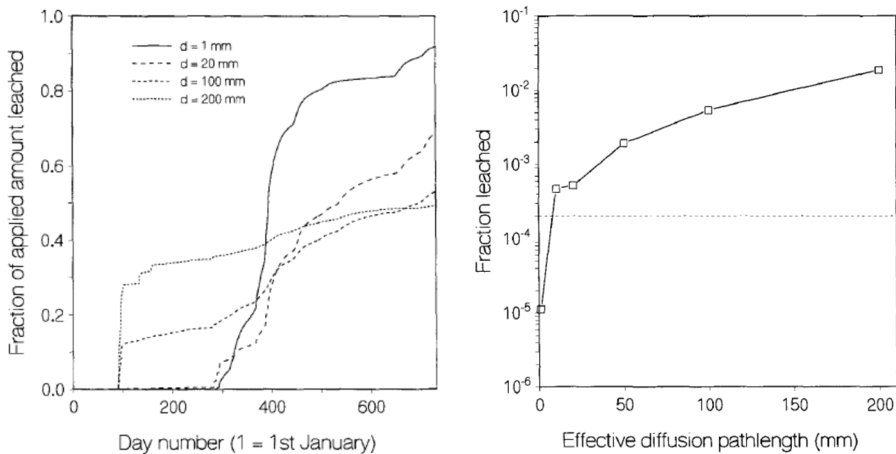 Fraction of applied amount leached
1.0
0.8
0.6
0.4
0.2
0.0
d = 1 mm
d = 20 mm
d = 100 mm
d = 200 mm
0 200 400 600
Day number (1 = 1st January)
Fraction leached
10-1
10-2
10-3
10-4
10-5
10-6
0 50 100 150 200
Effective diffusion pathlength (mm)